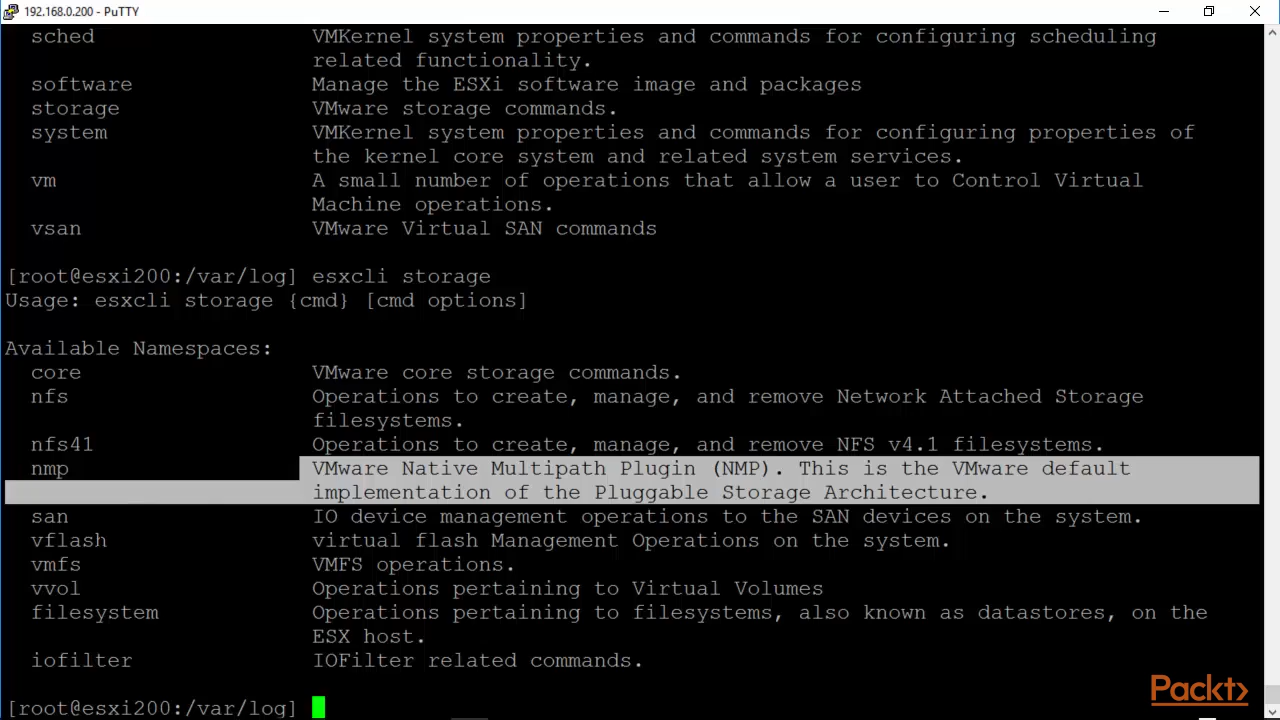 192.168.0.200 - PuTTY
sched VMKernel system properties and commands for configuring scheduling
related functionality.
software Manage the ESXi software image and packages
storage VMware storage commands.
system VMKernel system properties and commands for configuring properties of
the kernel core system and related system services.
vm A small number of operations that allow a user to Control Virtual
Machine operations.
vsan VMware Virtual SAN commands
[root@esxi200:/var/log] esxcli storage
Usage: esxcli storage {cmd} [cmd options]
Available Namespaces:
core VMware core storage commands.
nfs Operations to create, manage, and remove Network Attached Storage
filesystems.
nfs41 Operations to create, manage, and remove NFS v4.1 filesystems.
nmp VMware Native Multipath Plugin (NMP). This is the VMware default
implementation of the Pluggable Storage Architecture.
san IO device management operations to the SAN devices on the system.
vflash virtual flash Management Operations on the system.
vmfs VMFS operations.
vvol Operations pertaining to Virtual Volumes
filesystem Operations pertaining to filesystems, also known as datastores, on the
ESX host.
iofilter IOFilter related commands.
[root@esxi200:/var/log]
Packt>